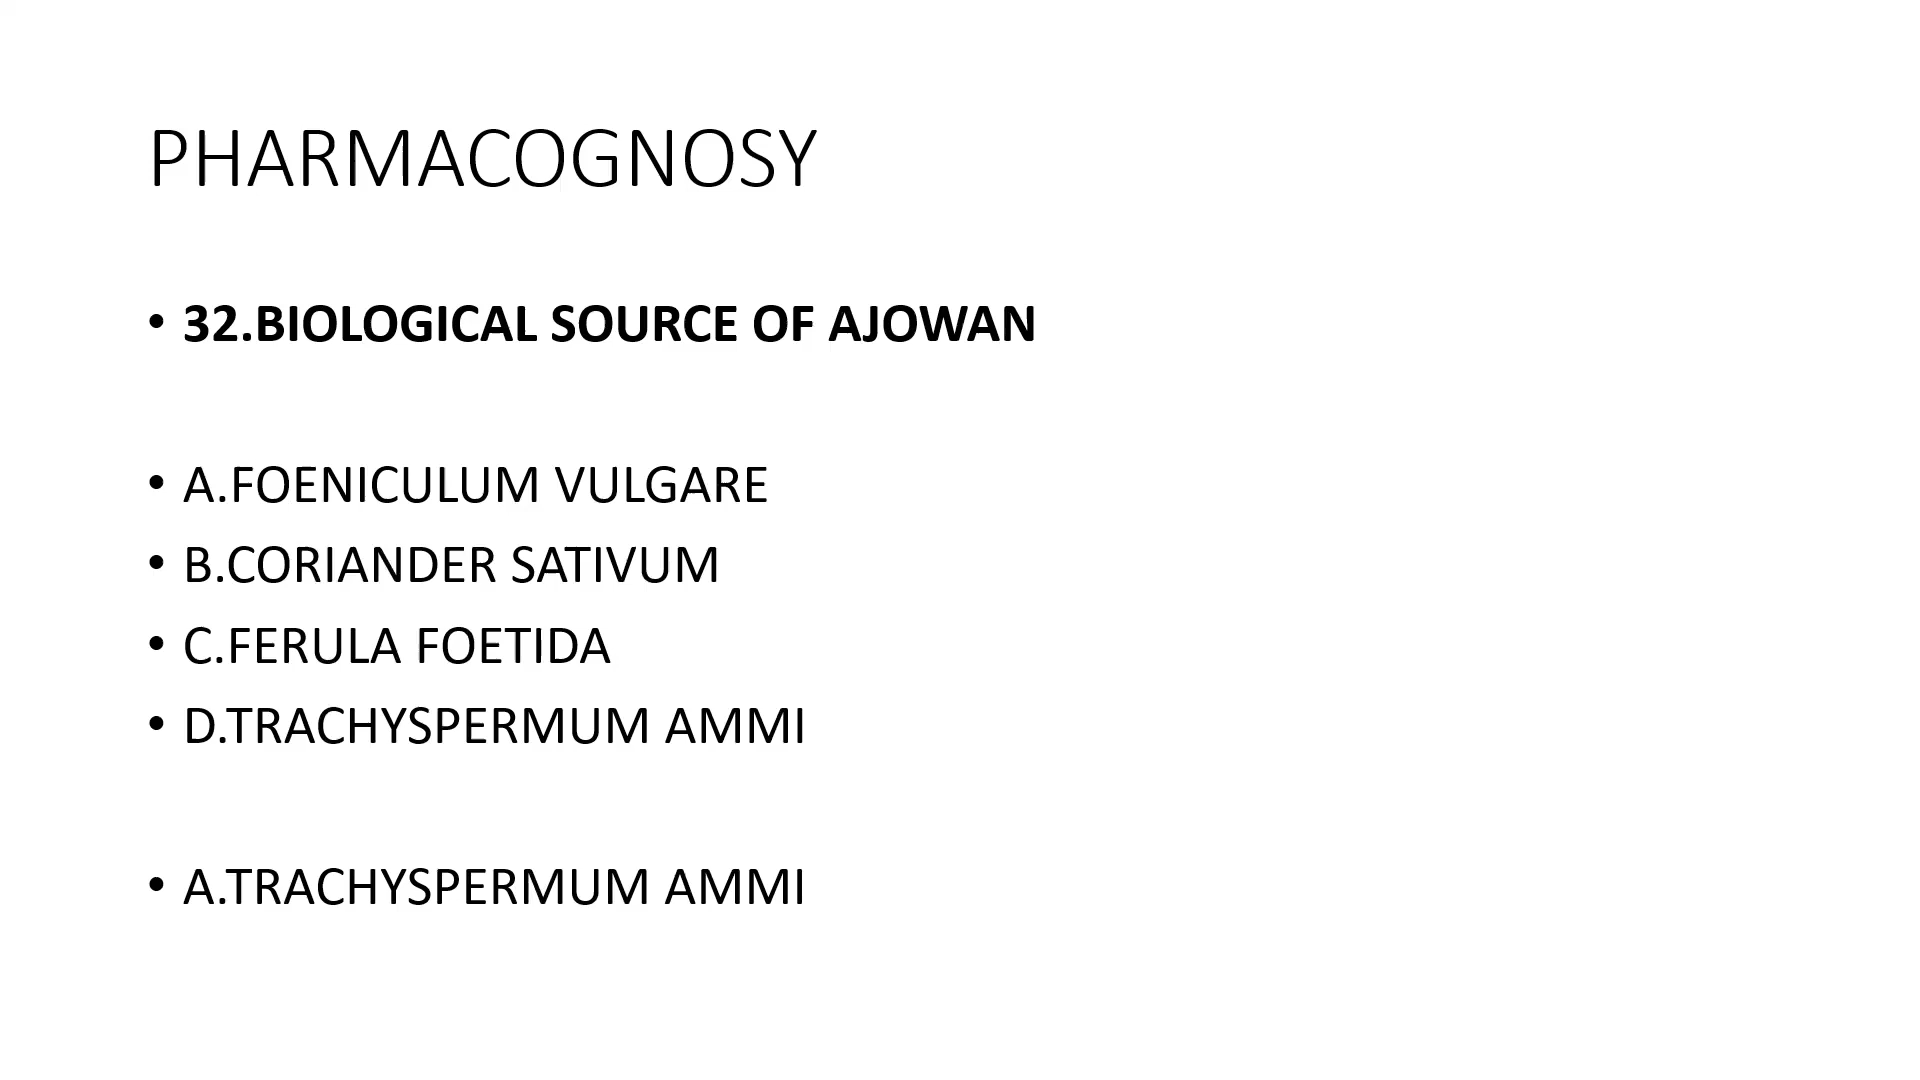 PHARMACOGNOSY
• 32.BIOLOGICAL SOURCE OF AJOWAN
• A.FOENICULUM VULGARE
• B.CORIANDER SATIVUM
• C.FERULA FOETIDA
• D.TRACHYSPERMUM AMMI
• A.TRACHYSPERMUM AMMI